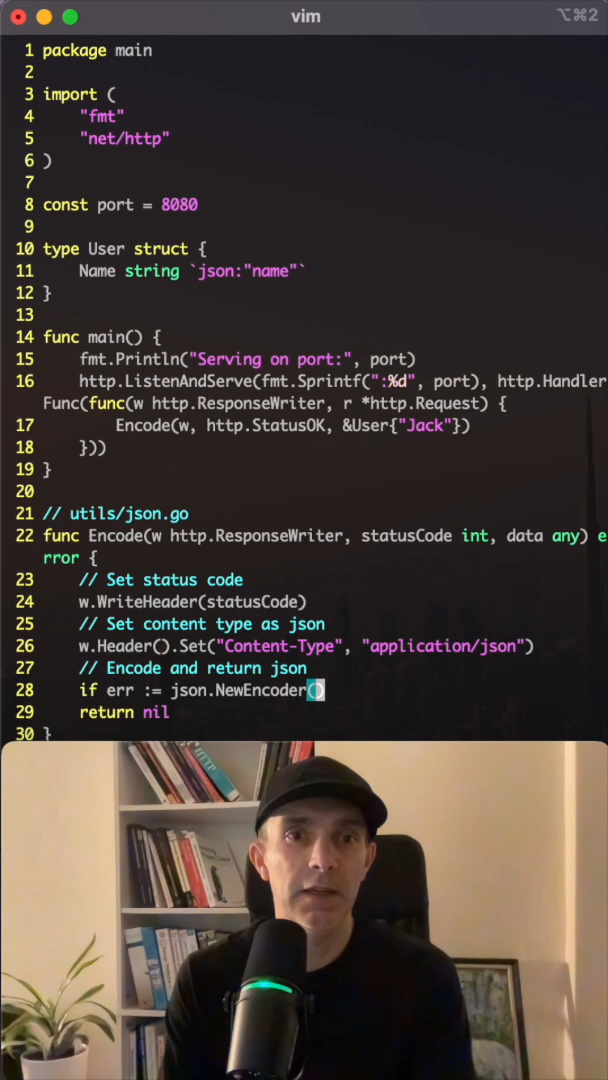 vim
⌥⌘2
1 package main
2
3 import (
4     "fmt"
5     "net/http"
6 )
7
8 const port = 8080
9
10 type User struct {
11     Name string `json:"name"`
12 }
13
14 func main() {
15     fmt.Println("Serving on port:", port)
16     http.ListenAndServe(fmt.Sprintf(":%d", port), http.Handler
Func(func(w http.ResponseWriter, r *http.Request) {
17         Encode(w, http.StatusOK, &User{"Jack"})
18     }))
19 }
20
21 // utils/json.go
22 func Encode(w http.ResponseWriter, statusCode int, data any) e
rror {
23     // Set status code
24     w.WriteHeader(statusCode)
25     // Set content type as json
26     w.Header().Set("Content-Type", "application/json")
27     // Encode and return json
28     if err := json.NewEncoder()
29     return nil
30 }
HTTP